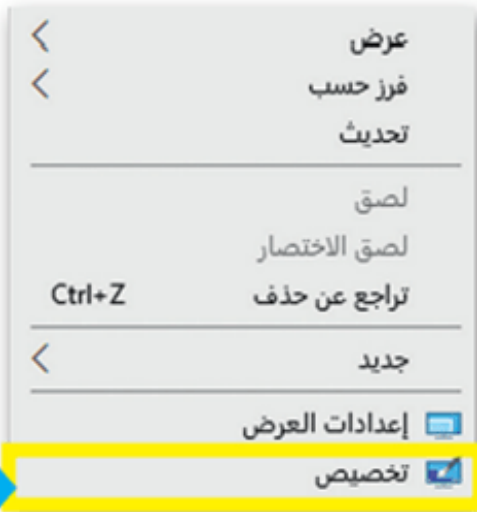 عرض
فرز حسب
تحديث
لصق
لصق الاختصار
تراجع عن حذف Ctrl+Z
جديد
إعدادات العرض
تخصيص